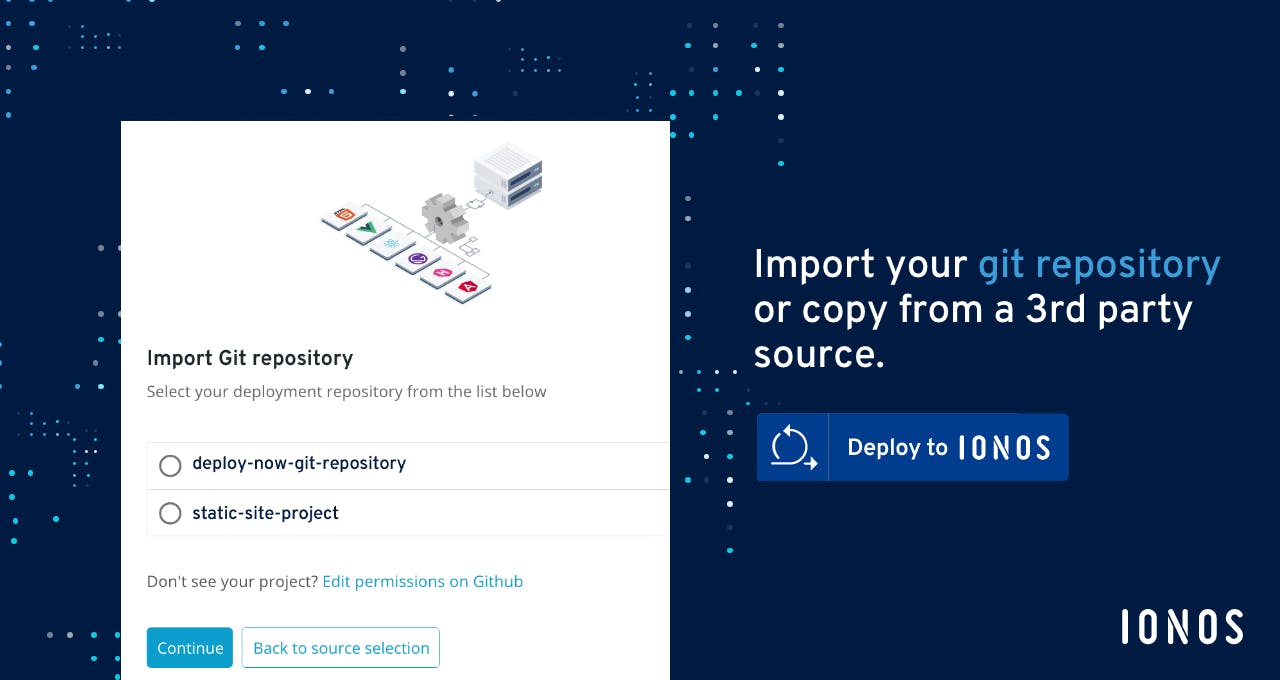 Import Git repository
Select your deployment repository from the list below
deploy-now-git-repository
static-site-project
Don't see your project? Edit permissions on Github
Continue
Back to source selection
Import your git repository
or copy from a 3rd party
source.
Deploy to IONOS
IONOS